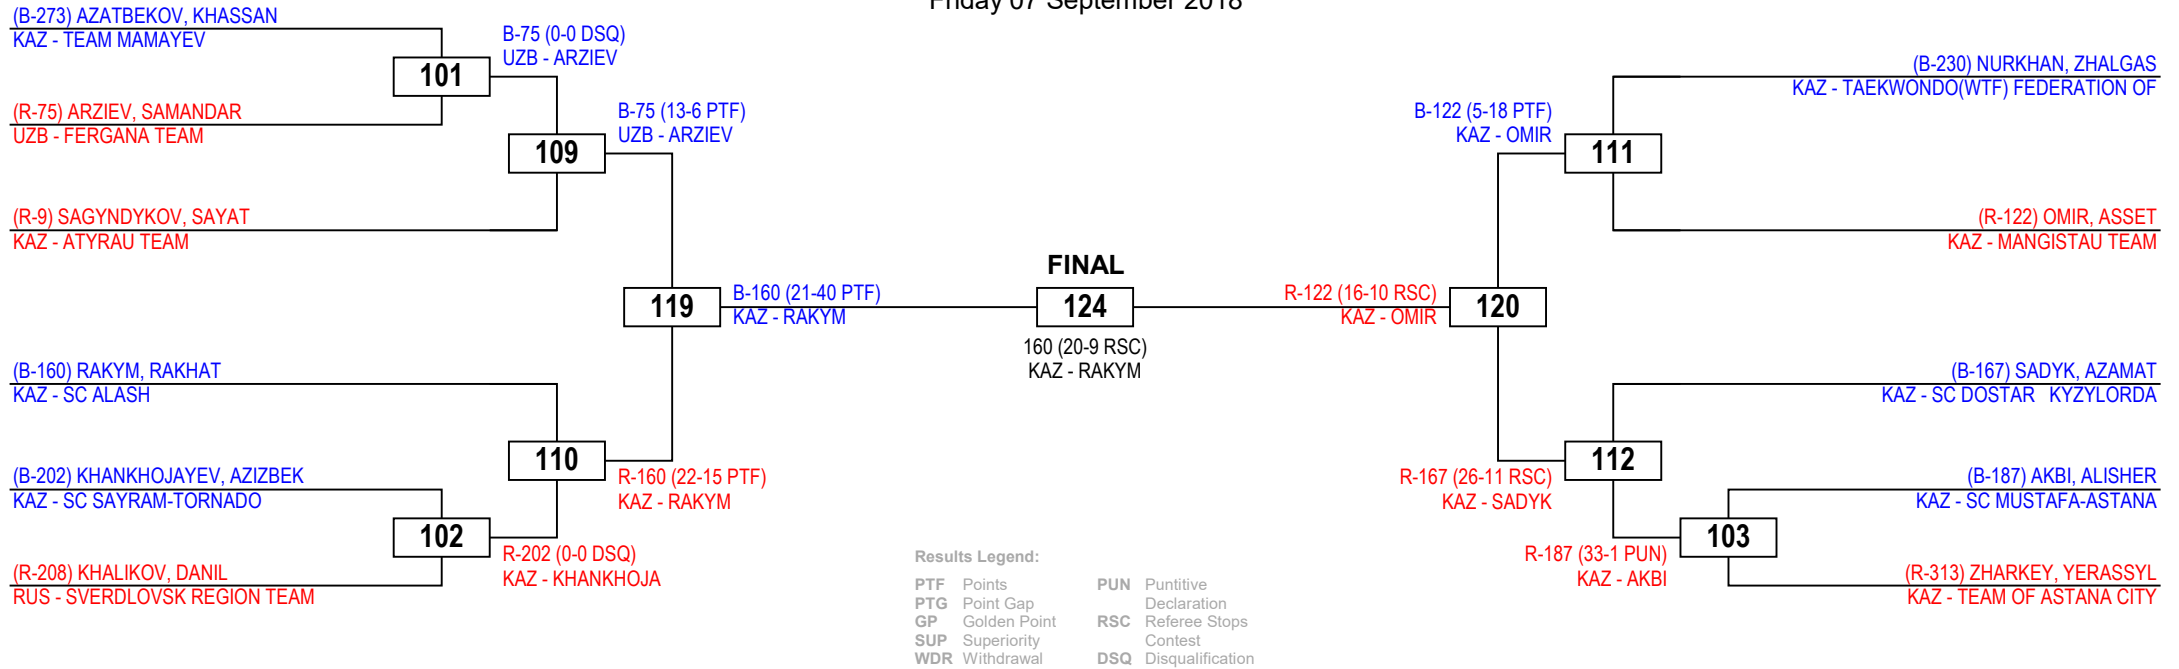 Friday 07 September 2018
(B-273) AZATBEKOV, KHASSAN
KAZ - TEAM MAMAYEV
101
B-75 (0-0 DSQ)
UZB - ARZIEV
(R-75) ARZIEV, SAMANDAR
UZB - FERGANA TEAM
109
B-75 (13-6 PTF)
UZB - ARZIEV
(R-9) SAGYNDYKOV, SAYAT
KAZ - ATYRAU TEAM
119
B-160 (21-40 PTF)
KAZ - RAKYM
(B-160) RAKYM, RAKHAT
KAZ - SC ALASH
110
R-160 (22-15 PTF)
KAZ - RAKYM
(B-202) KHANKHOJAYEV, AZIZBEK
KAZ - SC SAYRAM-TORNADO
102
R-202 (0-0 DSQ)
KAZ - KHANKHOJA
(R-208) KHALIKOV, DANIL
RUS - SVERDLOVSK REGION TEAM
FINAL
124
160 (20-9 RSC)
KAZ - RAKYM
(B-230) NURKHAN, ZHALGAS
KAZ - TAEKWONDO(WTF) FEDERATION OF
B-122 (5-18 PTF)
KAZ - OMIR
111
(R-122) OMIR, ASSET
KAZ - MANGISTAU TEAM
R-122 (16-10 RSC)
KAZ - OMIR
120
(B-167) SADYK, AZAMAT
KAZ - SC DOSTAR   KYZYLORDA
R-167 (26-11 RSC)
KAZ - SADYK
112
(B-187) AKBI, ALISHER
KAZ - SC MUSTAFA-ASTANA
R-187 (33-1 PUN)
KAZ - AKBI
103
(R-313) ZHARKEY, YERASSYL
KAZ - TEAM OF ASTANA CITY
Results Legend:
PTF Points
PTG Point Gap
GP Golden Point
SUP Superiority
WDR Withdrawal
PUN Puntitive
Declaration
RSC Referee Stops
Contest
DSQ Disqualification